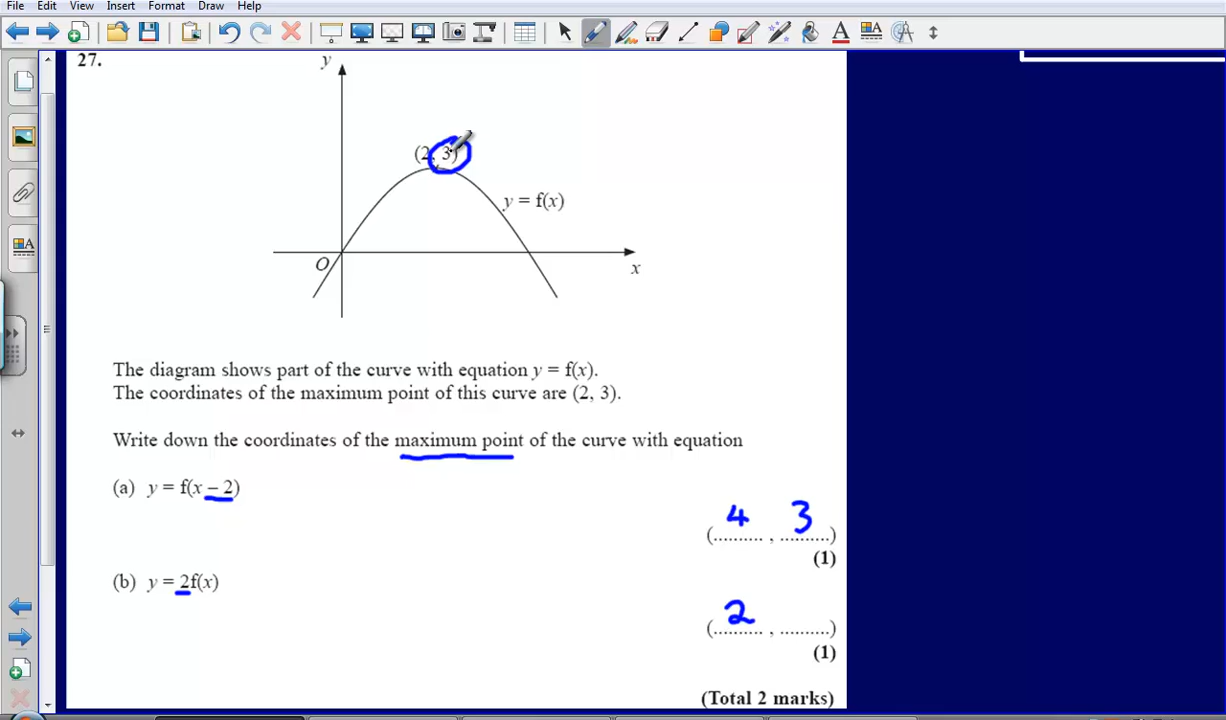 File Edit View Insert Format Draw Help
27.
y
(2, 3)
y = f(x)
O
x
The diagram shows part of the curve with equation y = f(x).
The coordinates of the maximum point of this curve are (2, 3).
Write down the coordinates of the maximum point of the curve with equation
(a) y = f(x – 2)
4 3
(.......... , ..........)
(1)
(b) y = 2f(x)
2
(.......... , ..........)
(1)
(Total 2 marks)